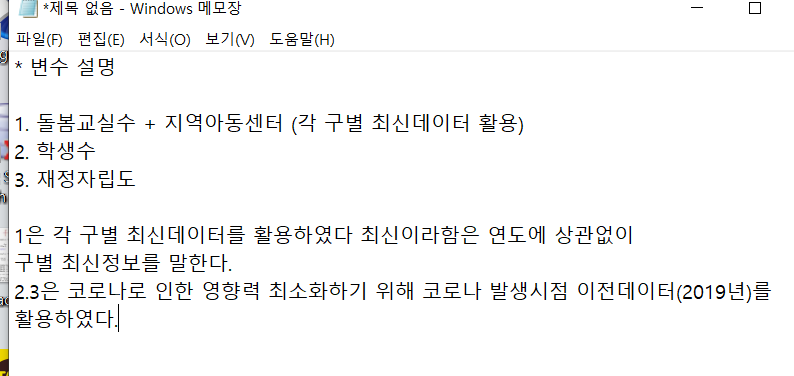 *제목 없음 - Windows 메모장
파일(F) 편집(E) 서식(O) 보기(V) 도움말(H)
* 변수 설명
1. 돌봄교실수 + 지역아동센터 (각 구별 최신데이터 활용)
2. 학생수
3. 재정자립도
1은 각 구별 최신데이터를 활용하였다 최신이라함은 연도에 상관없이
구별 최신정보를 말한다.
2.3은 코로나로 인한 영향력 최소화하기 위해 코로나 발생시점 이전데이터(2019년)를
활용하였다.